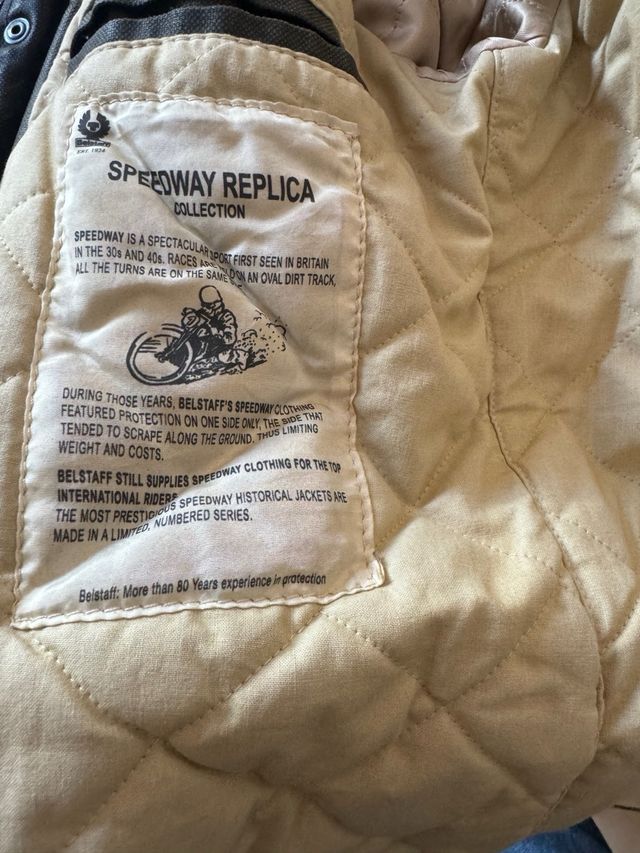 Belstaff
EST. 1924
SPEEDWAY REPLICA
COLLECTION
SPEEDWAY IS A SPECTACULAR SPORT FIRST SEEN IN BRITAIN
IN THE 30s AND 40s. RACES ARE HELD ON AN OVAL DIRT TRACK,
ALL THE TURNS ARE ON THE SAME
DURING THOSE YEARS, BELSTAFF'S SPEEDWAY CLOTHING
FEATURED PROTECTION ON ONE SIDE ONLY, THE SIDE THAT
TENDED TO SCRAPE ALONG THE GROUND, THUS LIMITING
WEIGHT AND COSTS.
BELSTAFF STILL SUPPLIES SPEEDWAY CLOTHING FOR THE TOP
INTERNATIONAL RIDERS SPEEDWAY HISTORICAL JACKETS ARE
THE MOST PRESTIGIOUS
MADE IN A LIMITED, NUMBERED SERIES.
Belstaff: More than 80 Years experience in protection